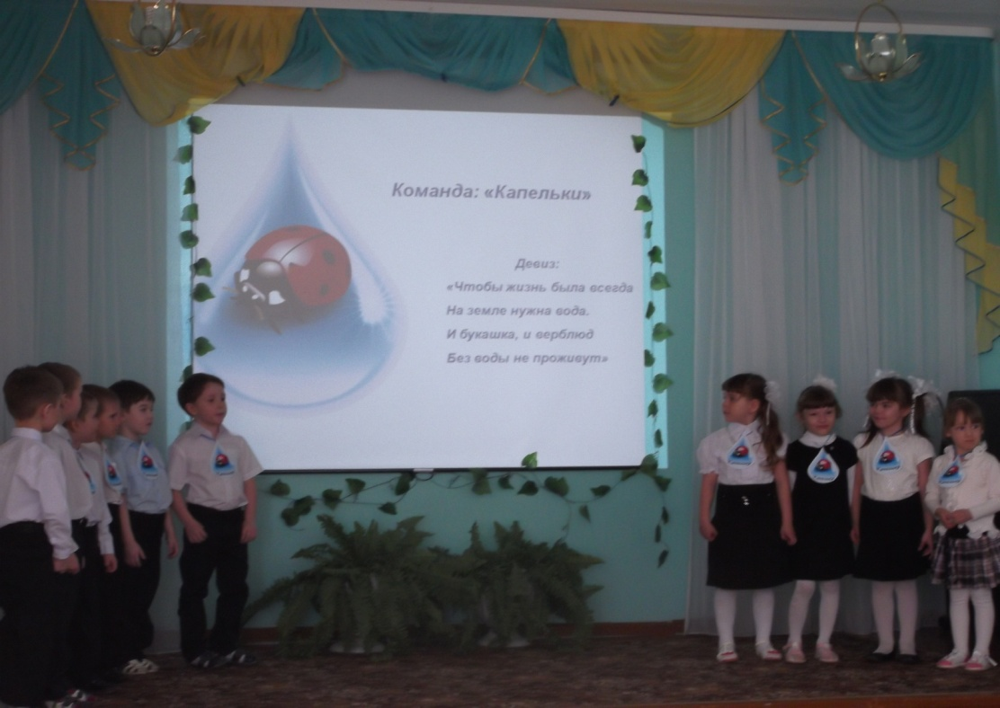 Команда: «Капельки»
Девиз:
«Чтобы жизнь была всегда
На земле нужна вода.
И букашка, и верблюд
Без воды не проживут»